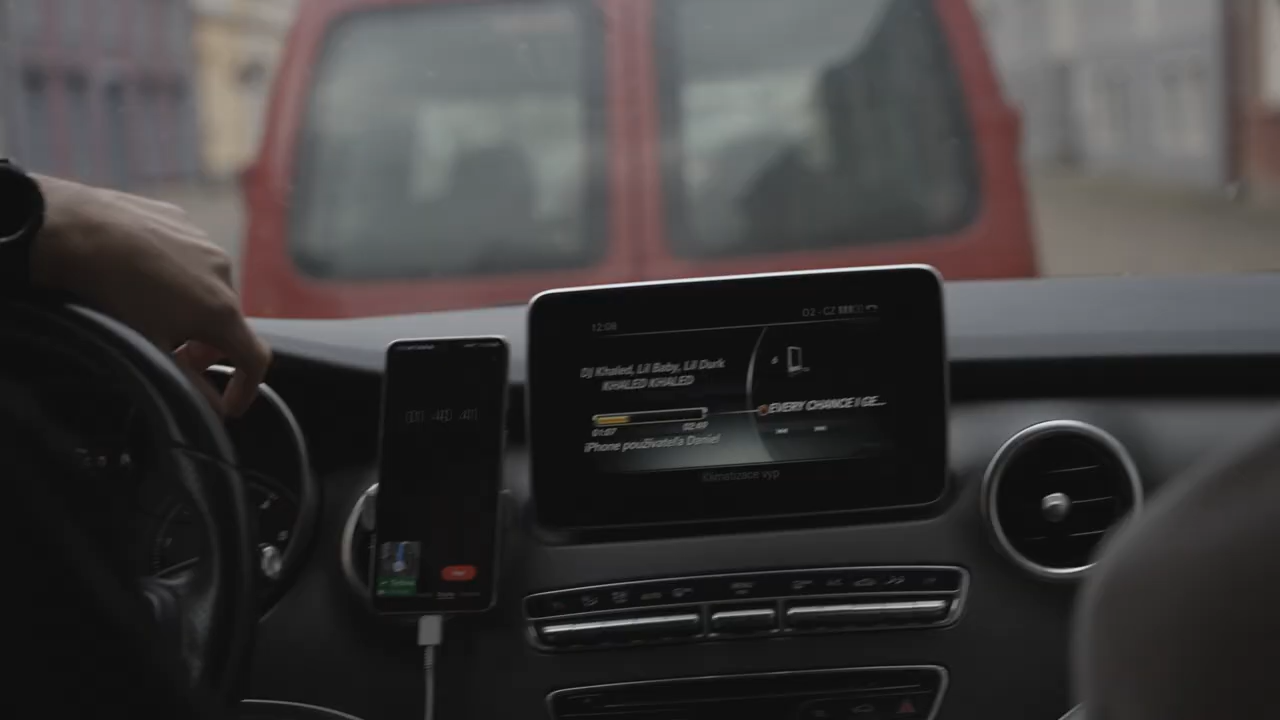 12:06
O2 - CZ
DJ Khaled, Lil Baby, Lil Durk
KHALED KHALED
EVERY CHANCE I GE...
01:07
02:49
iPhone používateľa Daniel
Klimatizace vyp